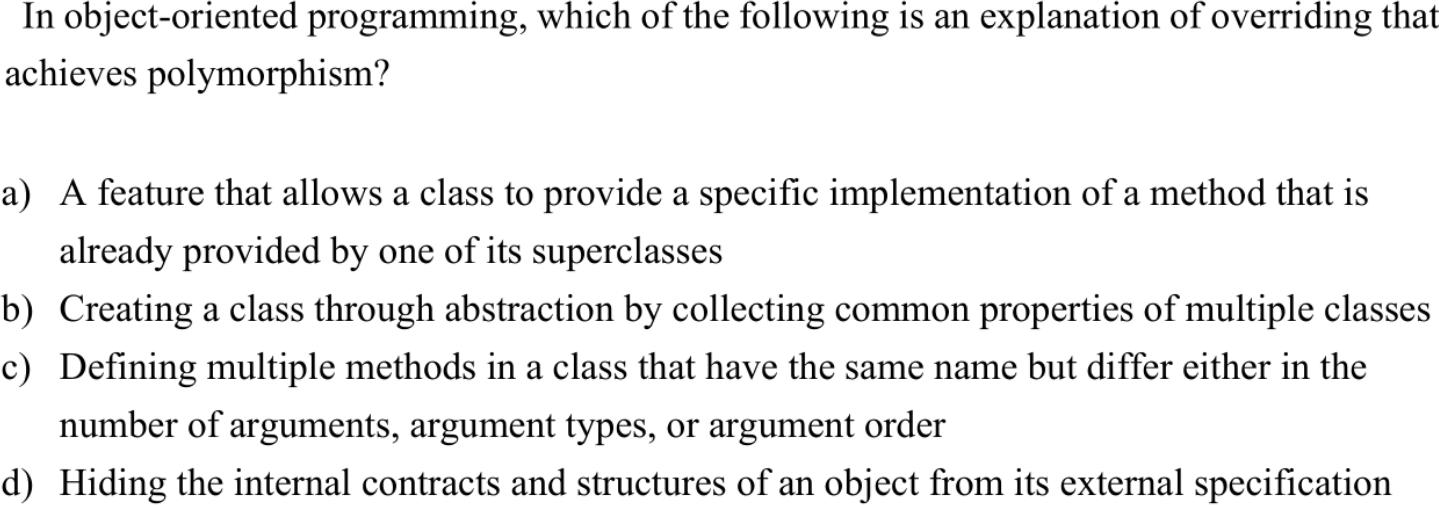 In object-oriented programming, which of the following is an explanation of overriding that
achieves polymorphism?
a) A feature that allows a class to provide a specific implementation of a method that is
already provided by one of its superclasses
b) Creating a class through abstraction by collecting common properties of multiple classes
c) Defining multiple methods in a class that have the same name but differ either in the
number of arguments, argument types, or argument order
d) Hiding the internal contracts and structures of an object from its external specification